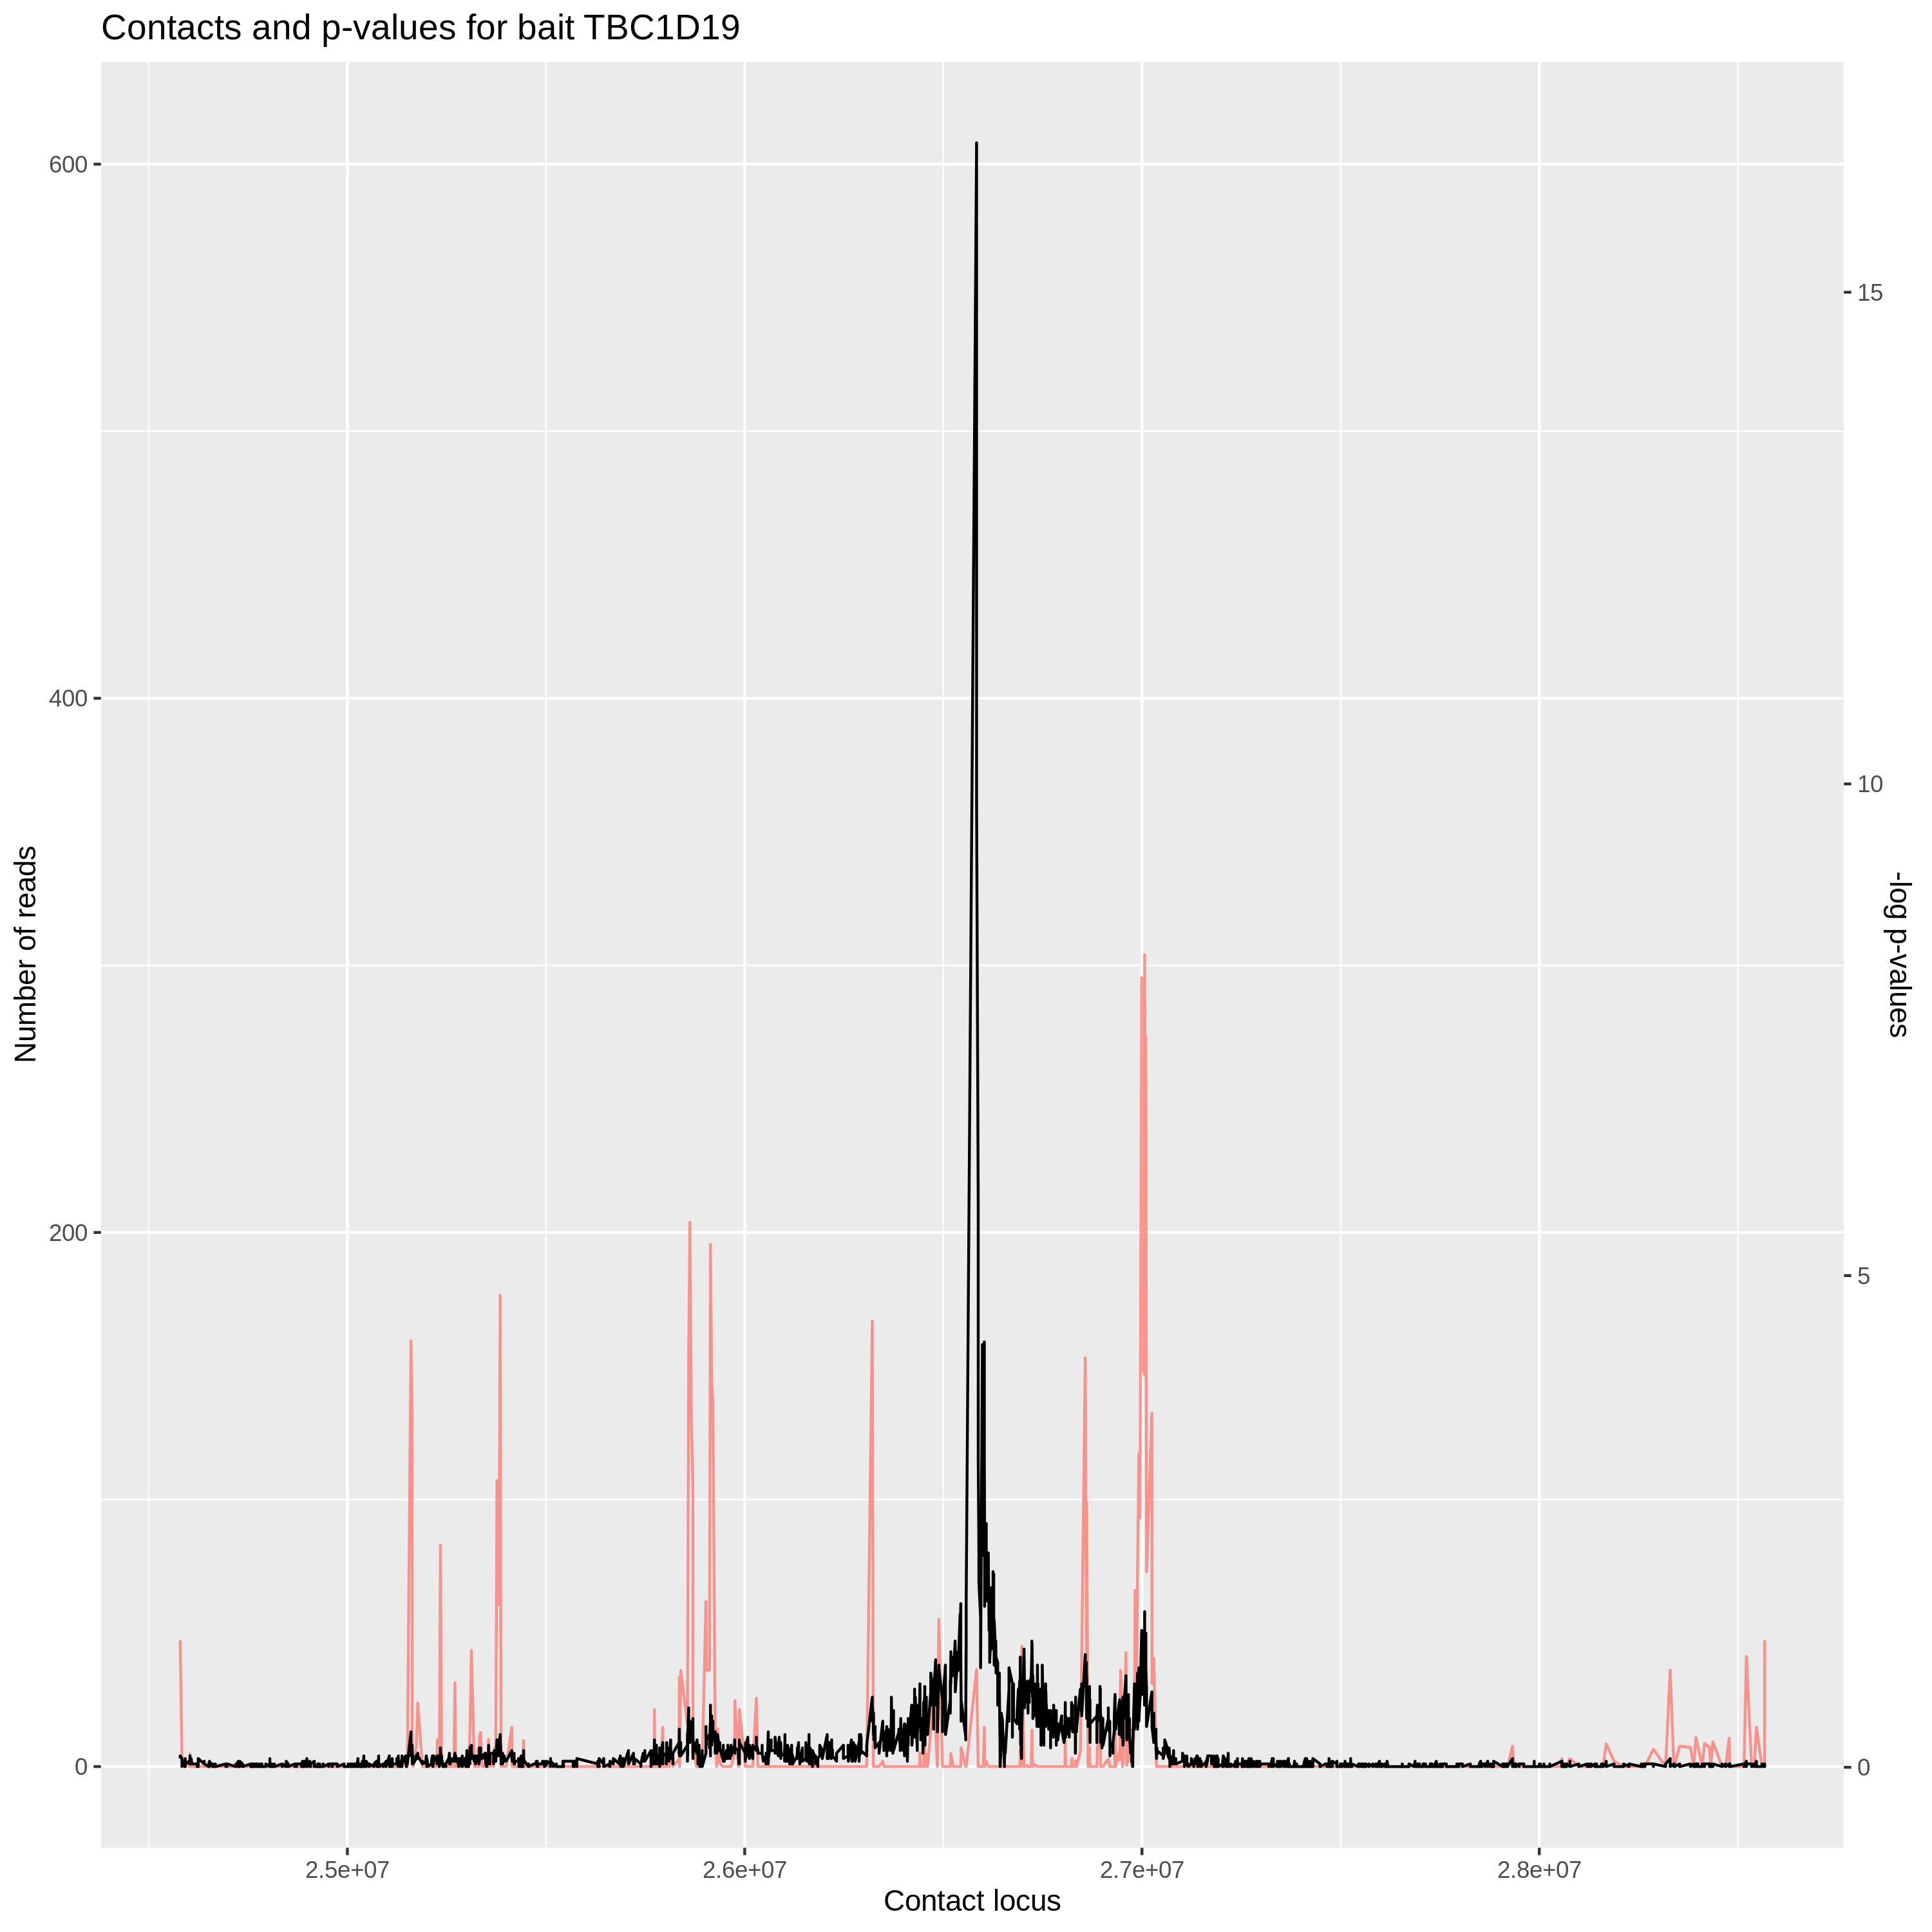 Contacts and p-values for bait TBC1D19
600
400
200
0
15
10
5
0
Number of reads
-log p-values
2.5e+07
2.6e+07
2.7e+07
2.8e+07
Contact locus